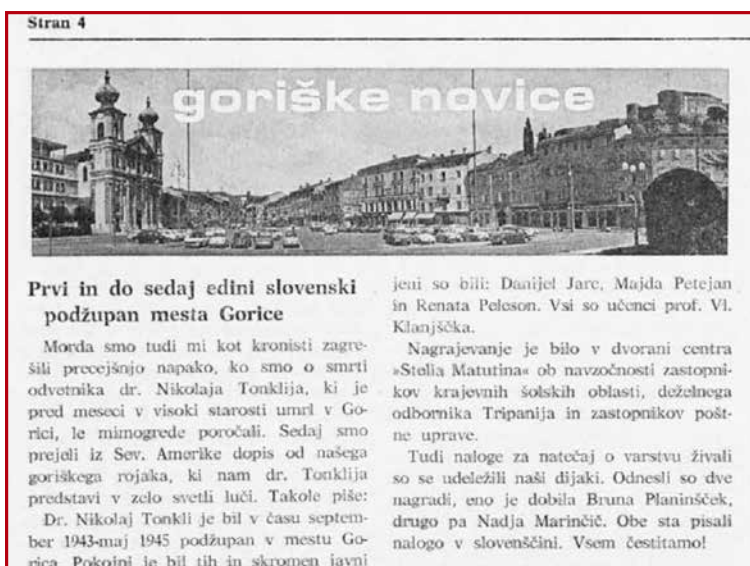 Stran 4
goriške novice
Prvi in do sedaj edini slovenski
podžupan mesta Gorice
Morda smo tudi mi kot kronisti zagre-
šili precejšnjo napako, ko smo o smrti
odvetnika dr. Nikolaja Tonklija, ki je
pred meseci v visoki starosti umrl v Go-
rici, le mimogrede poročali. Sedaj smo
prejeli iz Sev. Amerike dopis od našega
goriškega rojaka, ki nam dr. Tonklija
predstavi v zelo svetli luči. Takole piše:
Dr. Nikolaj Tonkli je bil v času septem-
ber 1943-maj 1945 podžupan v mestu Go-
rica. Pokojni je bil tih in skromen javni
jeni so bili: Danijel Jarc, Majda Petejan
in Renata Peleson. Vsi so učenci prof. Vl.
Klanjščka.
Nagrajevanje je bilo v dvorani centra
»Stella Matutina« ob navzočnosti zastopni-
kov krajevnih šolskih oblasti, deželnega
odbornika Tripanija in zastopnikov pošt-
ne uprave.
Tudi naloge za natečaj o varstvu živali
so se udeležili naši dijaki. Odnesli so dve
nagradi, eno je dobila Bruna Planinšček,
drugo pa Nadja Marinčič. Obe sta pisali
nalogo v slovenščini. Vsem čestitamo!